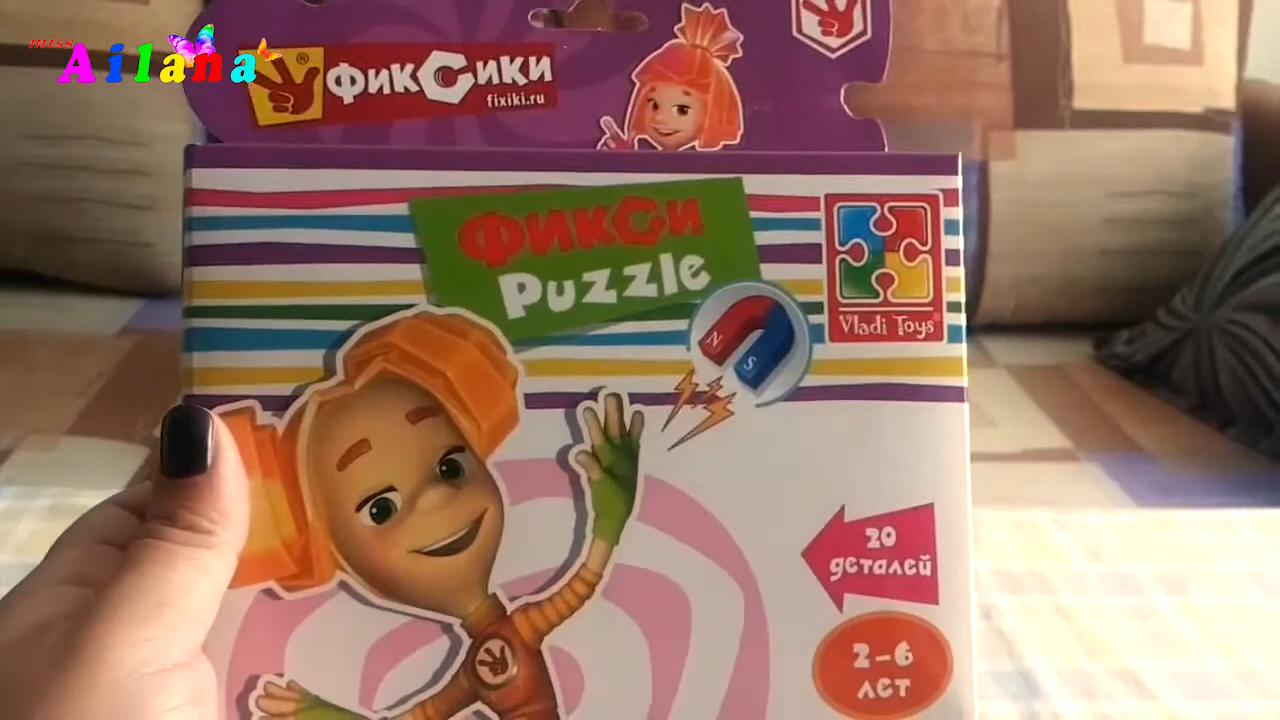 miss
Ailana
ФИКСИКИ
fixiki.ru
ФИКСИ
Puzzle
Vladi Toys
N
S
20
деталей
2-6
лет